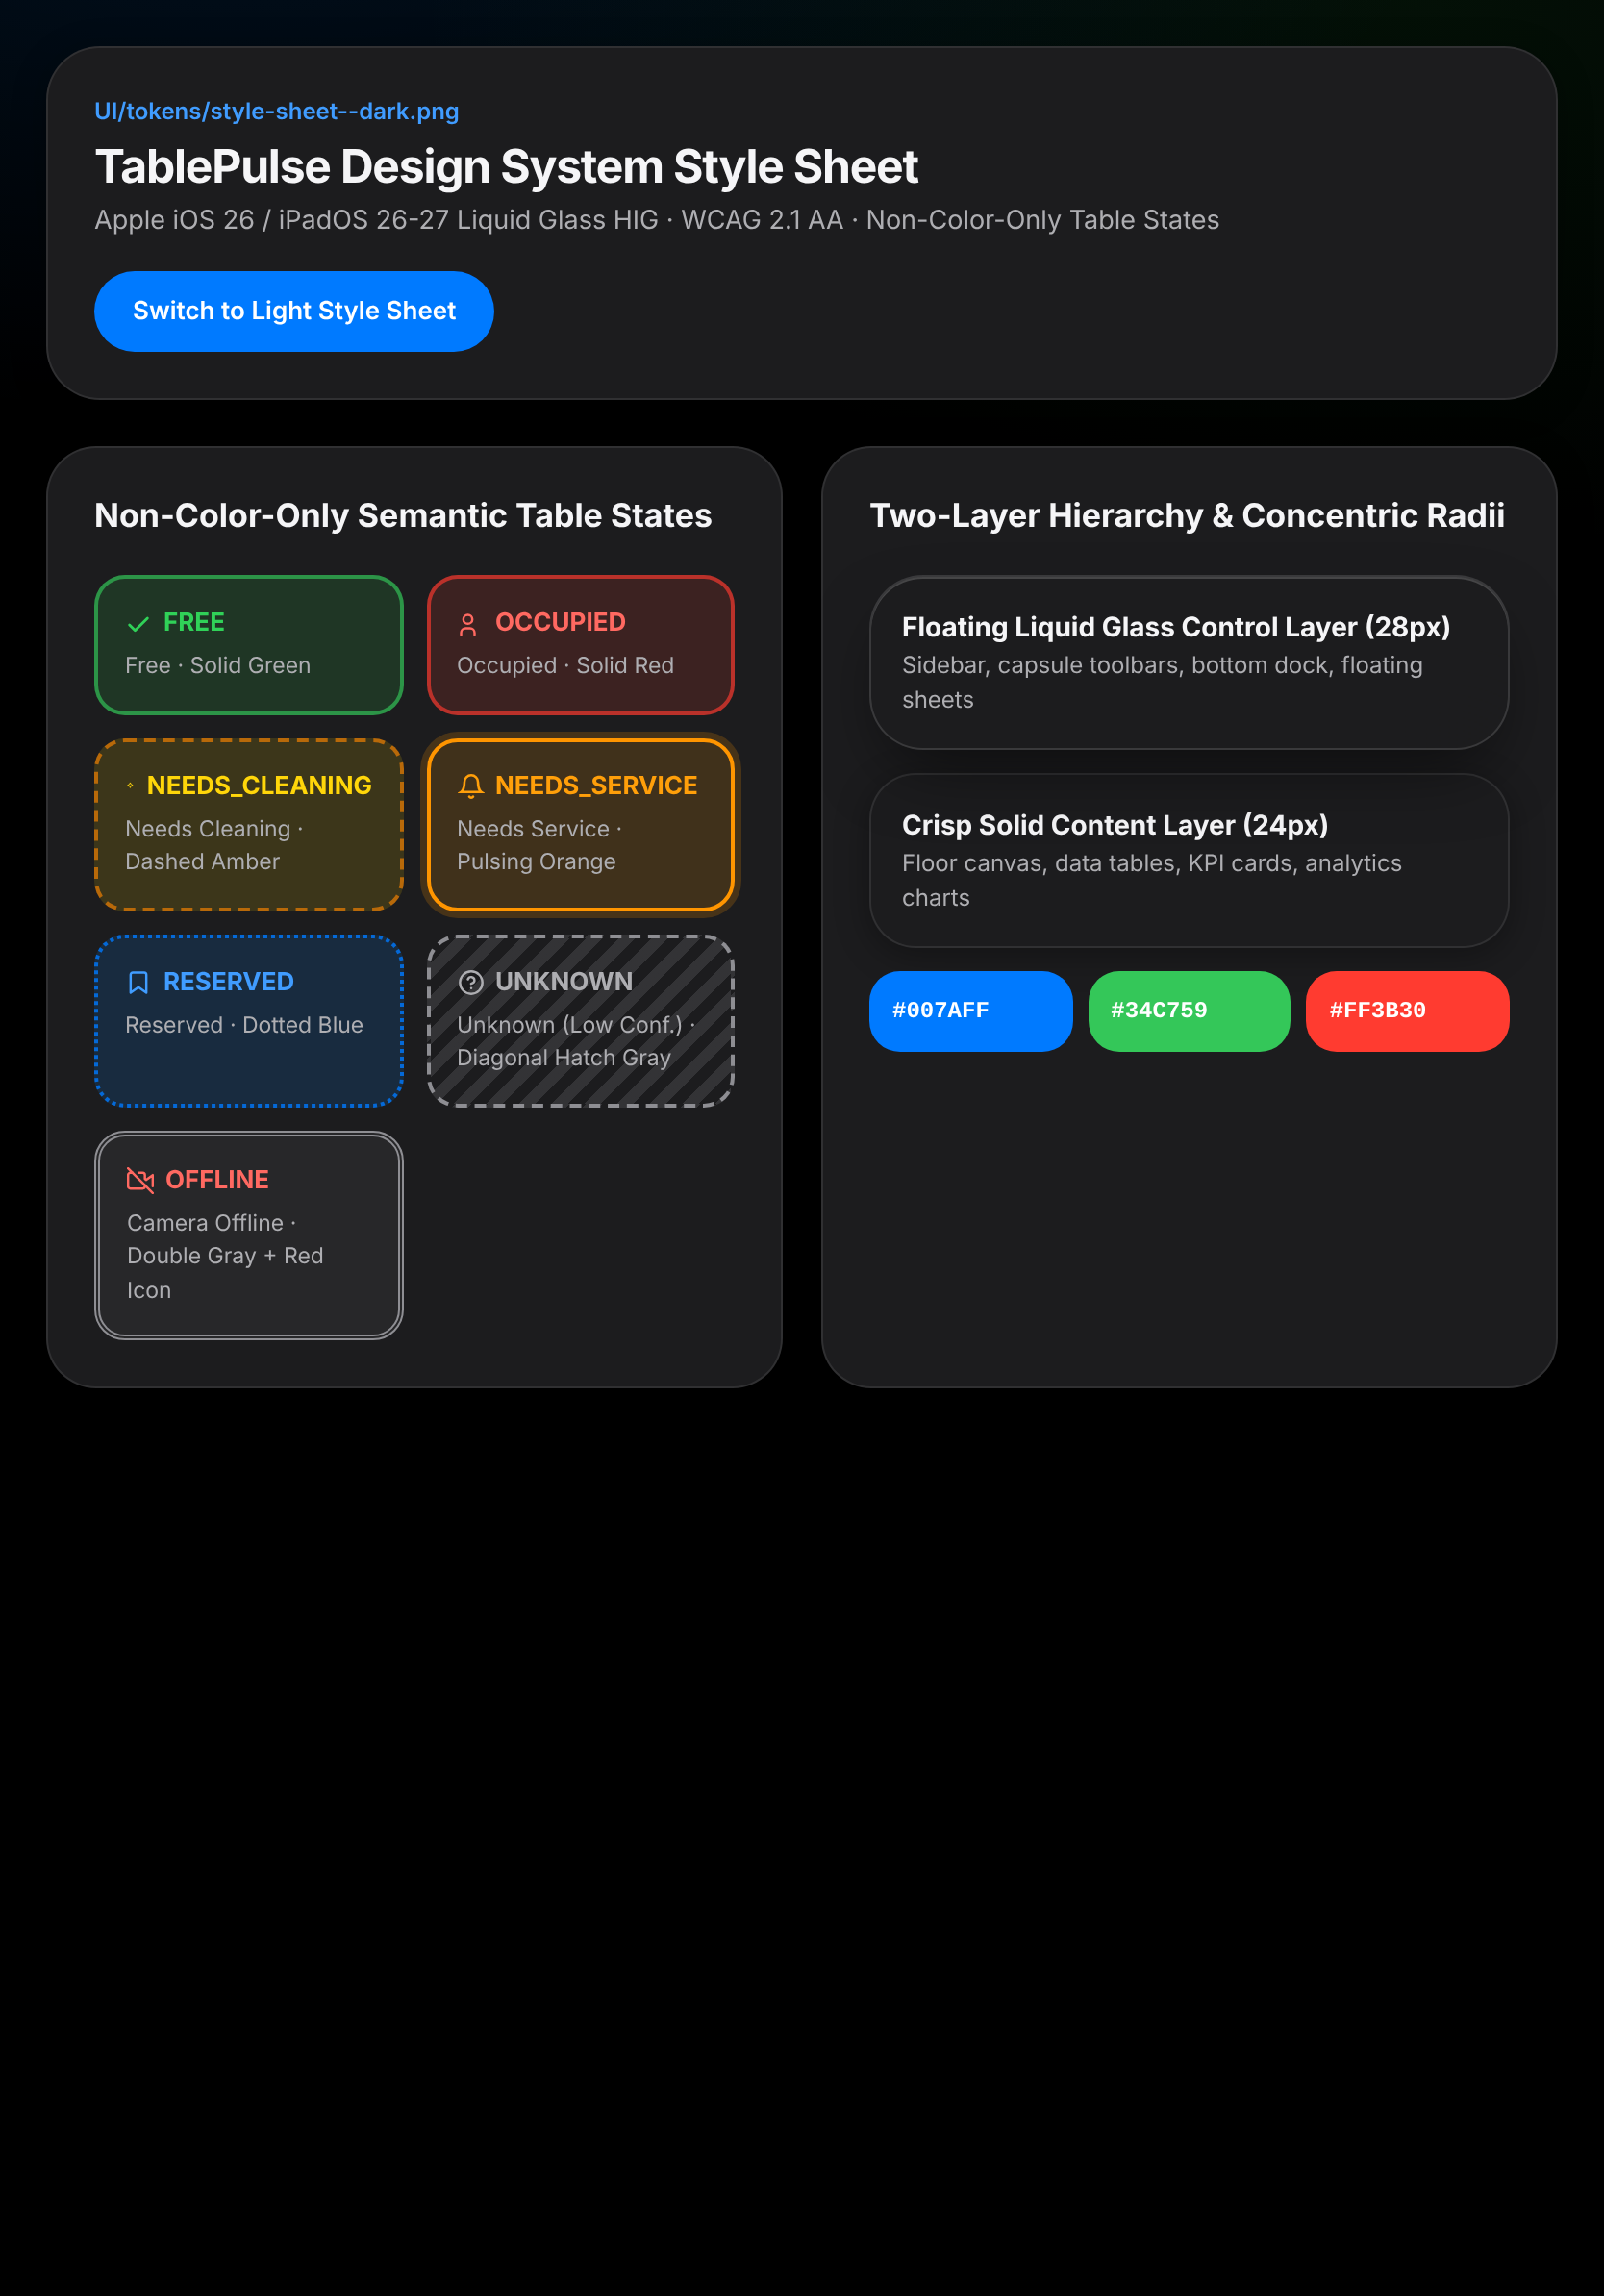 UI/tokens/style-sheet--dark.png
TablePulse Design System Style Sheet
Apple iOS 26 / iPadOS 26-27 Liquid Glass HIG · WCAG 2.1 AA · Non-Color-Only Table States
Switch to Light Style Sheet
Non-Color-Only Semantic Table States
FREE
Free · Solid Green
OCCUPIED
Occupied · Solid Red
NEEDS_CLEANING
Needs Cleaning ·
Dashed Amber
NEEDS_SERVICE
Needs Service ·
Pulsing Orange
RESERVED
Reserved · Dotted Blue
UNKNOWN
Unknown (Low Conf.) ·
Diagonal Hatch Gray
OFFLINE
Camera Offline ·
Double Gray + Red
Icon
Two-Layer Hierarchy & Concentric Radii
Floating Liquid Glass Control Layer (28px)
Sidebar, capsule toolbars, bottom dock, floating
sheets
Crisp Solid Content Layer (24px)
Floor canvas, data tables, KPI cards, analytics
charts
#007AFF
#34C759
#FF3B30